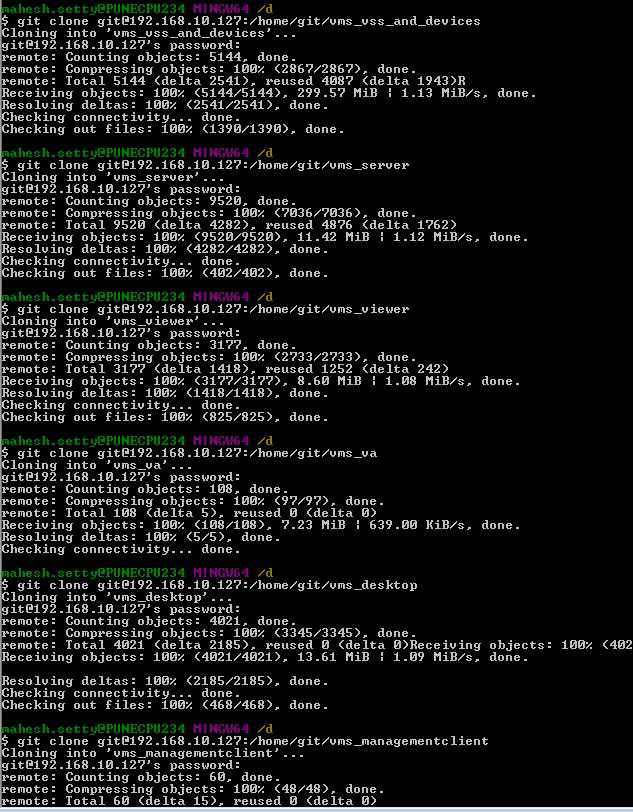 mahesh.setty@PUNECPU234 MINGW64 /d
$ git clone git@192.168.10.127:/home/git/vms_vss_and_devices
Cloning into 'vms_vss_and_devices'...
git@192.168.10.127's password:
remote: Counting objects: 5144, done.
remote: Compressing objects: 100% (2867/2867), done.
remote: Total 5144 (delta 2541), reused 4087 (delta 1943)R
Receiving objects: 100% (5144/5144), 299.57 MiB | 1.13 MiB/s, done.
Resolving deltas: 100% (2541/2541), done.
Checking connectivity... done.
Checking out files: 100% (1390/1390), done.
mahesh.setty@PUNECPU234 MINGW64 /d
$ git clone git@192.168.10.127:/home/git/vms_server
Cloning into 'vms_server'...
git@192.168.10.127's password:
remote: Counting objects: 9520, done.
remote: Compressing objects: 100% (7036/7036), done.
remote: Total 9520 (delta 4282), reused 4876 (delta 1762)
Receiving objects: 100% (9520/9520), 11.42 MiB | 1.12 MiB/s, done.
Resolving deltas: 100% (4282/4282), done.
Checking connectivity... done.
Checking out files: 100% (402/402), done.
mahesh.setty@PUNECPU234 MINGW64 /d
$ git clone git@192.168.10.127:/home/git/vms_viewer
Cloning into 'vms_viewer'...
git@192.168.10.127's password:
remote: Counting objects: 3177, done.
remote: Compressing objects: 100% (2733/2733), done.
remote: Total 3177 (delta 1418), reused 1252 (delta 242)
Receiving objects: 100% (3177/3177), 8.60 MiB | 1.08 MiB/s, done.
Resolving deltas: 100% (1418/1418), done.
Checking connectivity... done.
Checking out files: 100% (825/825), done.
mahesh.setty@PUNECPU234 MINGW64 /d
$ git clone git@192.168.10.127:/home/git/vms_va
Cloning into 'vms_va'...
git@192.168.10.127's password:
remote: Counting objects: 108, done.
remote: Compressing objects: 100% (97/97), done.
remote: Total 108 (delta 5), reused 0 (delta 0)
Receiving objects: 100% (108/108), 7.23 MiB | 639.00 KiB/s, done.
Resolving deltas: 100% (5/5), done.
Checking connectivity... done.
mahesh.setty@PUNECPU234 MINGW64 /d
$ git clone git@192.168.10.127:/home/git/vms_desktop
Cloning into 'vms_desktop'...
git@192.168.10.127's password:
remote: Counting objects: 4021, done.
remote: Compressing objects: 100% (3345/3345), done.
remote: Total 4021 (delta 2185), reused 0 (delta 0)Receiving objects: 100% (402
Receiving objects: 100% (4021/4021), 13.61 MiB | 1.09 MiB/s, done.
Resolving deltas: 100% (2185/2185), done.
Checking connectivity... done.
Checking out files: 100% (468/468), done.
mahesh.setty@PUNECPU234 MINGW64 /d
$ git clone git@192.168.10.127:/home/git/vms_managementclient
Cloning into 'vms_managementclient'...
git@192.168.10.127's password:
remote: Counting objects: 60, done.
remote: Compressing objects: 100% (48/48), done.
remote: Total 60 (delta 15), reused 0 (delta 0)